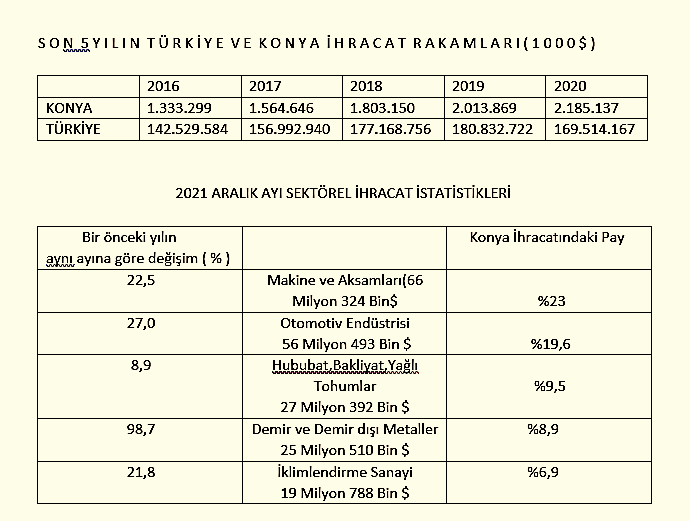 SON 5YILIN TÜRKİYE VE KONYA İHRACAT RAKAMLARI(1000$)
2016 2017 2018 2019 2020
KONYA 1.333.299 1.564.646 1.803.150 2.013.869 2.185.137
TÜRKİYE 142.529.584 156.992.940 177.168.756 180.832.722 169.514.167
2021 ARALIK AYI SEKTÖREL İHRACAT İSTATİSTİKLERİ
Bir önceki yılın
aynı ayına göre değişim ( % )
Konya İhracatındaki Pay
22,5 Makine ve Aksamları(66
Milyon 324 Bin$ %23
27,0 Otomotiv Endüstrisi
56 Milyon 493 Bin $ %19,6
8,9 Hububat,Bakliyat,Yağlı
Tohumlar %9,5
27 Milyon 392 Bin $
98,7 Demir ve Demir dışı Metaller %8,9
25 Milyon 510 Bin $
21,8 İklimlendirme Sanayi %6,9
19 Milyon 788 Bin $